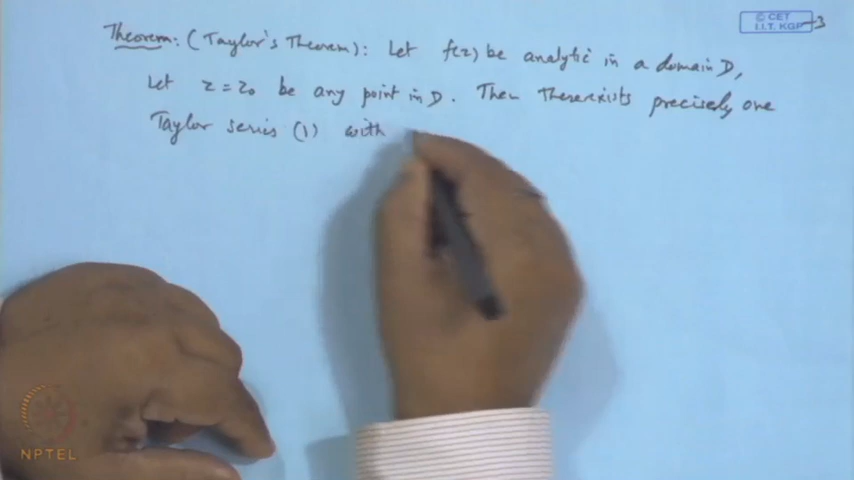 © CET
I.I.T. KGP
3
Theorem: (Taylor's Theorem): Let f(z) be analytic in a domain D,
Let z = z₀ be any point in D. Then There exists precisely one
Taylor series (1) with
NPTEL